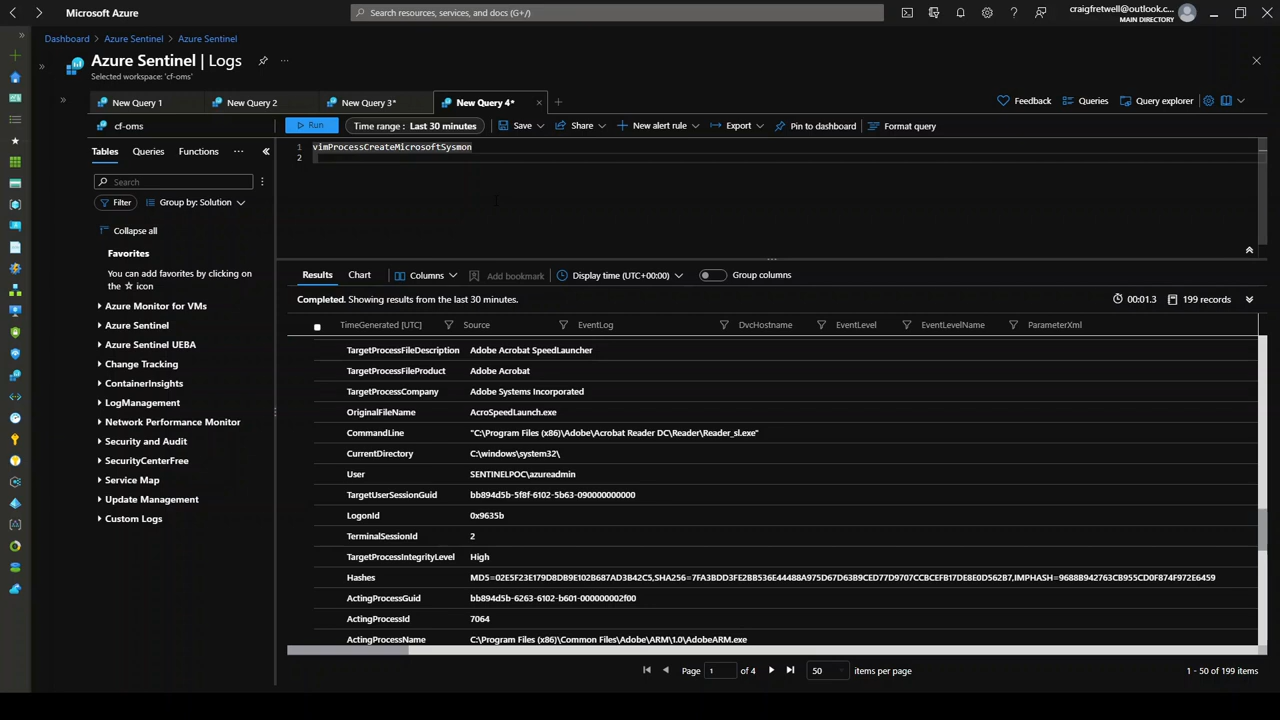 Microsoft Azure
Search resources, services, and docs (G+/)
craigfretwell@outlook.c...
MAIN DIRECTORY
Dashboard > Azure Sentinel > Azure Sentinel
Azure Sentinel | Logs
Selected workspace: 'cf-oms'
New Query 1
New Query 2
New Query 3*
New Query 4*
Feedback
Queries
Query explorer
cf-oms
Run
Time range : Last 30 minutes
Save
Share
New alert rule
Export
Pin to dashboard
Format query
Tables
Queries
Functions
1 vimProcessCreateMicrosoftSysmon
2
Search
Filter
Group by: Solution
Collapse all
Favorites
You can add favorites by clicking on
the ☆ icon
Azure Monitor for VMs
Azure Sentinel
Azure Sentinel UEBA
Change Tracking
ContainerInsights
LogManagement
Network Performance Monitor
Security and Audit
SecurityCenterFree
Service Map
Update Management
Custom Logs
Results
Chart
Columns
Add bookmark
Display time (UTC+00:00)
Group columns
Completed. Showing results from the last 30 minutes.
00:01.3
199 records
TimeGenerated [UTC] Source EventLog DvcHostname EventLevel EventLevelName ParameterXml
TargetProcessFileDescription Adobe Acrobat SpeedLauncher
TargetProcessFileProduct Adobe Acrobat
TargetProcessCompany Adobe Systems Incorporated
OriginalFileName AcroSpeedLaunch.exe
CommandLine "C:\Program Files (x86)\Adobe\Acrobat Reader DC\Reader\Reader_sl.exe"
CurrentDirectory C:\windows\system32\
User SENTINELPOC\azureadmin
TargetUserSessionGuid bb894d5b-5f8f-6102-5b63-090000000000
LogonId 0x9635b
TerminalSessionId 2
TargetProcessIntegrityLevel High
Hashes MD5=02E5F23E179D8DB9E102B687AD3B42C5,SHA256=7FA3BDD3FE2BB536E44488A975D67D63B9CED77D9707CCBCEFB17DE8E0D562B7,IMPHASH=9688B942763CB955CD0F874F972E6459
ActingProcessGuid bb894d5b-6263-6102-b601-000000002f00
ActingProcessId 7064
ActingProcessName C:\Program Files (x86)\Common Files\Adobe\ARM\1.0\AdobeARM.exe
Page 1 of 4
50 items per page
1 - 50 of 199 items